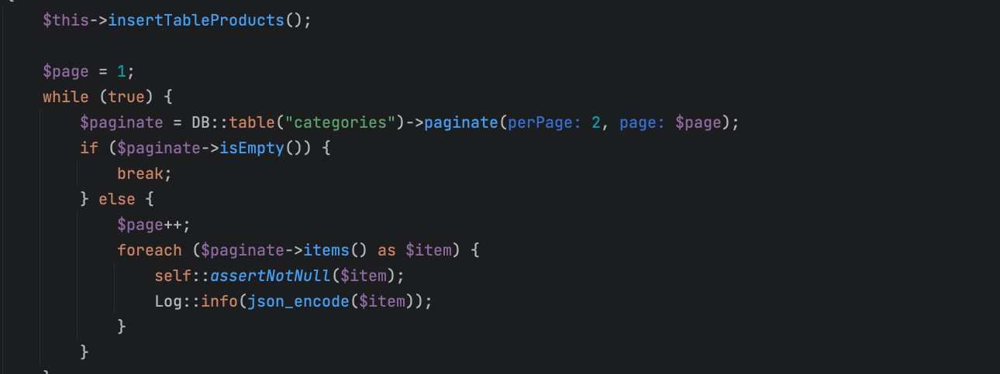 $this->insertTableProducts();
$page = 1;
while (true) {
$paginate = DB::table("categories")->paginate(perPage: 2, page: $page);
if ($paginate->isEmpty()) {
break;
} else {
$page++;
foreach ($paginate->items() as $item) {
self::assertNotNull($item);
Log::info(json_encode($item));
}
}